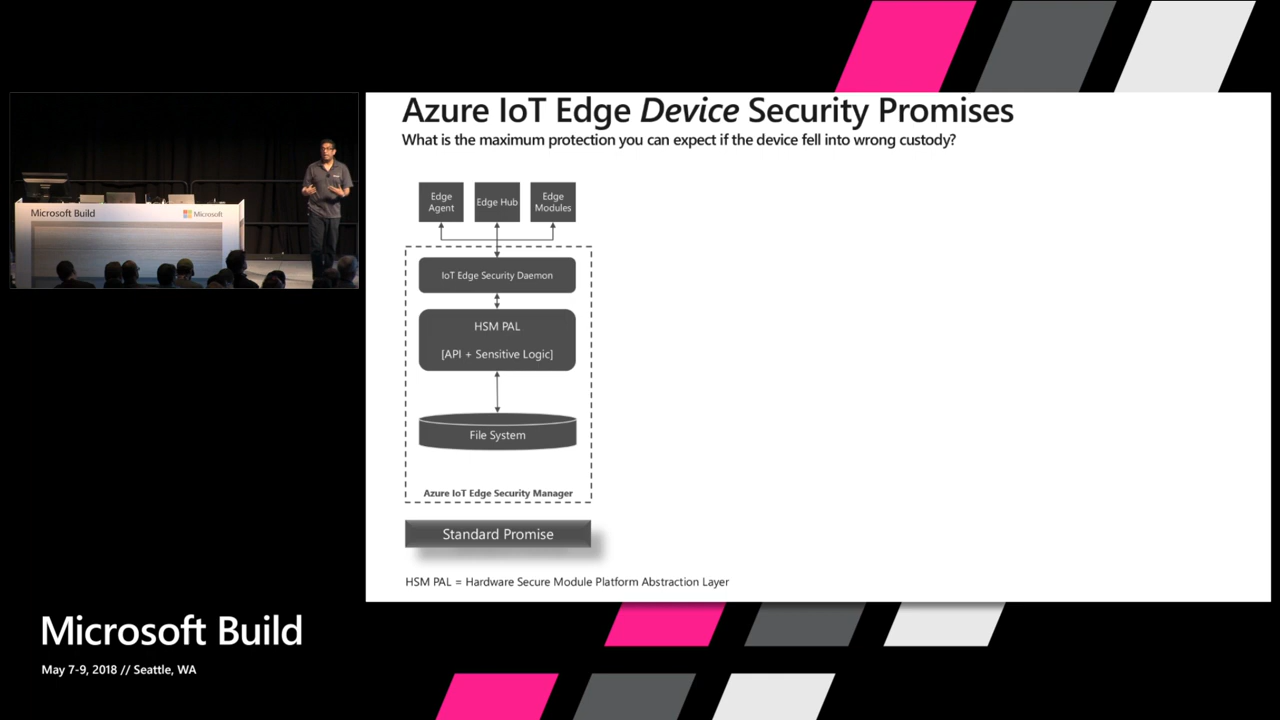 Azure IoT Edge Device Security Promises
What is the maximum protection you can expect if the device fell into wrong custody?
Edge
Agent
Edge Hub
Edge
Modules
IoT Edge Security Daemon
HSM PAL
[API + Sensitive Logic]
File System
Azure IoT Edge Security Manager
Standard Promise
HSM PAL = Hardware Secure Module Platform Abstraction Layer
Microsoft Build
Microsoft
Microsoft Build
May 7-9, 2018 // Seattle, WA